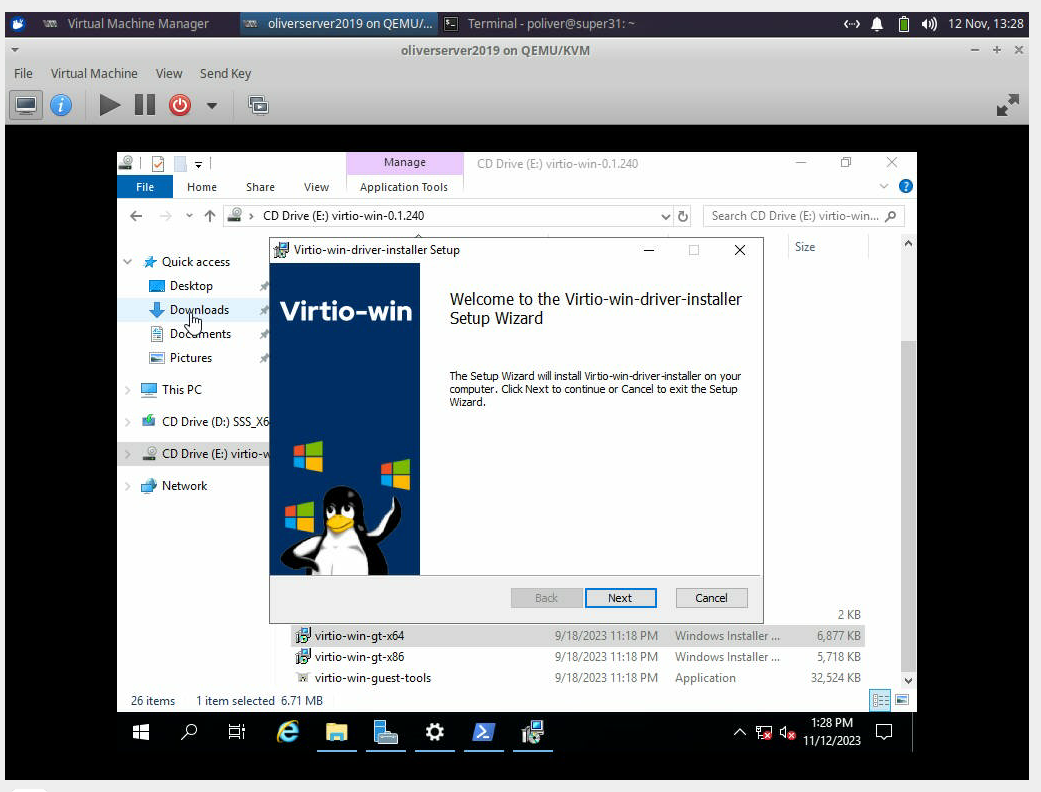 Virtual Machine Manager
oliverserver2019 on QEMU/...
Terminal - poliver@super31: ~
12 Nov, 13:28
oliverserver2019 on QEMU/KVM
File Virtual Machine View Send Key
Manage
CD Drive (E:) virtio-win-0.1.240
File Home Share View Application Tools
CD Drive (E:) virtio-win-0.1.240
Search CD Drive (E:) virtio-win...
Virtio-win-driver-installer Setup
Size
Quick access
Desktop
Downloads
Documents
Pictures
This PC
CD Drive (D:) SSS_X6
CD Drive (E:) virtio-w
Network
Virtio-win
Welcome to the Virtio-win-driver-installer
Setup Wizard
The Setup Wizard will install Virtio-win-driver-installer on your
computer. Click Next to continue or Cancel to exit the Setup
Wizard.
Back Next Cancel
2 KB
virtio-win-gt-x64 9/18/2023 11:18 PM Windows Installer ... 6,877 KB
virtio-win-gt-x86 9/18/2023 11:18 PM Windows Installer ... 5,718 KB
virtio-win-guest-tools 9/18/2023 11:18 PM Application 32,524 KB
26 items 1 item selected 6.71 MB
1:28 PM
11/12/2023